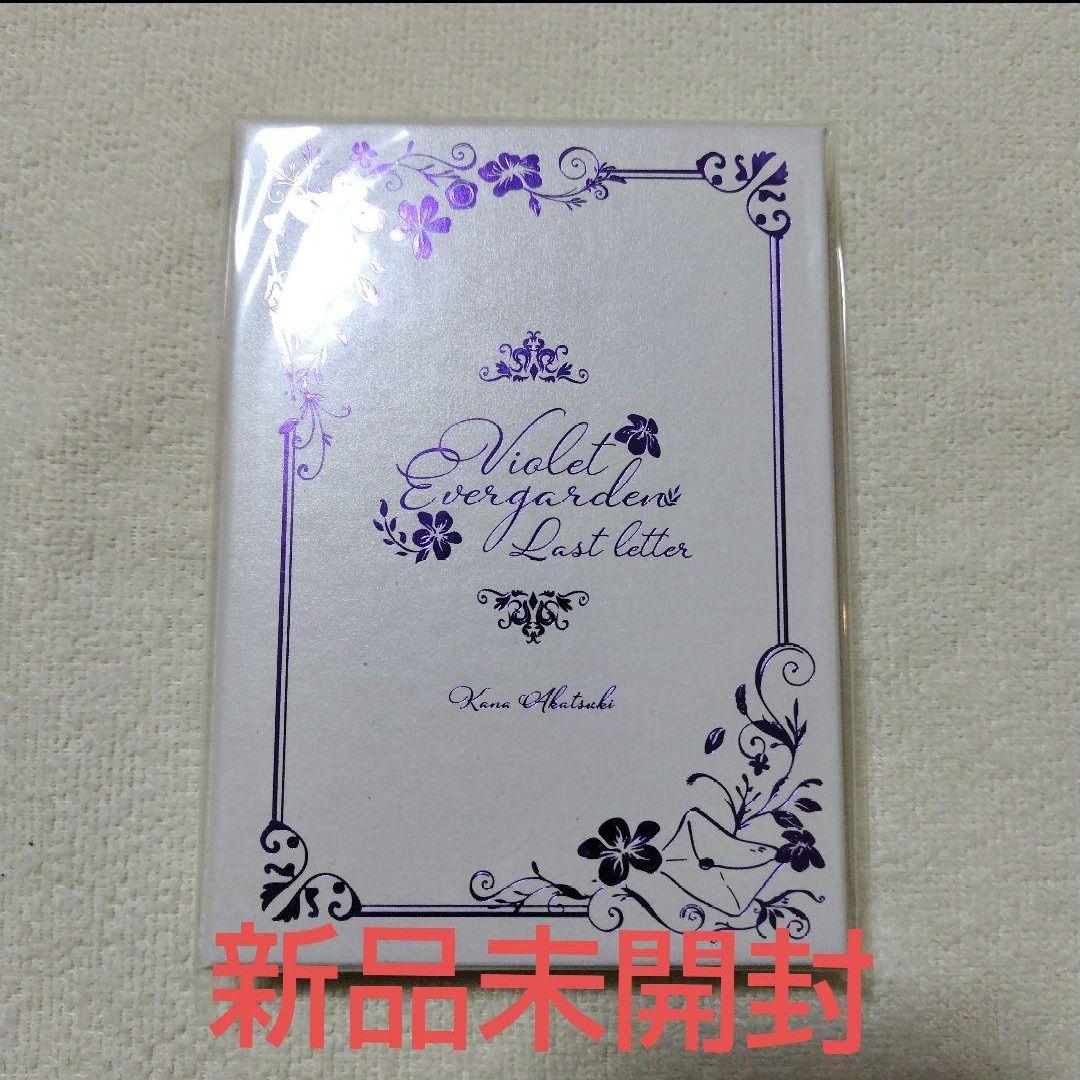 Violet
Evergarden
Last letter
Kana Akatsuki
新品未開封